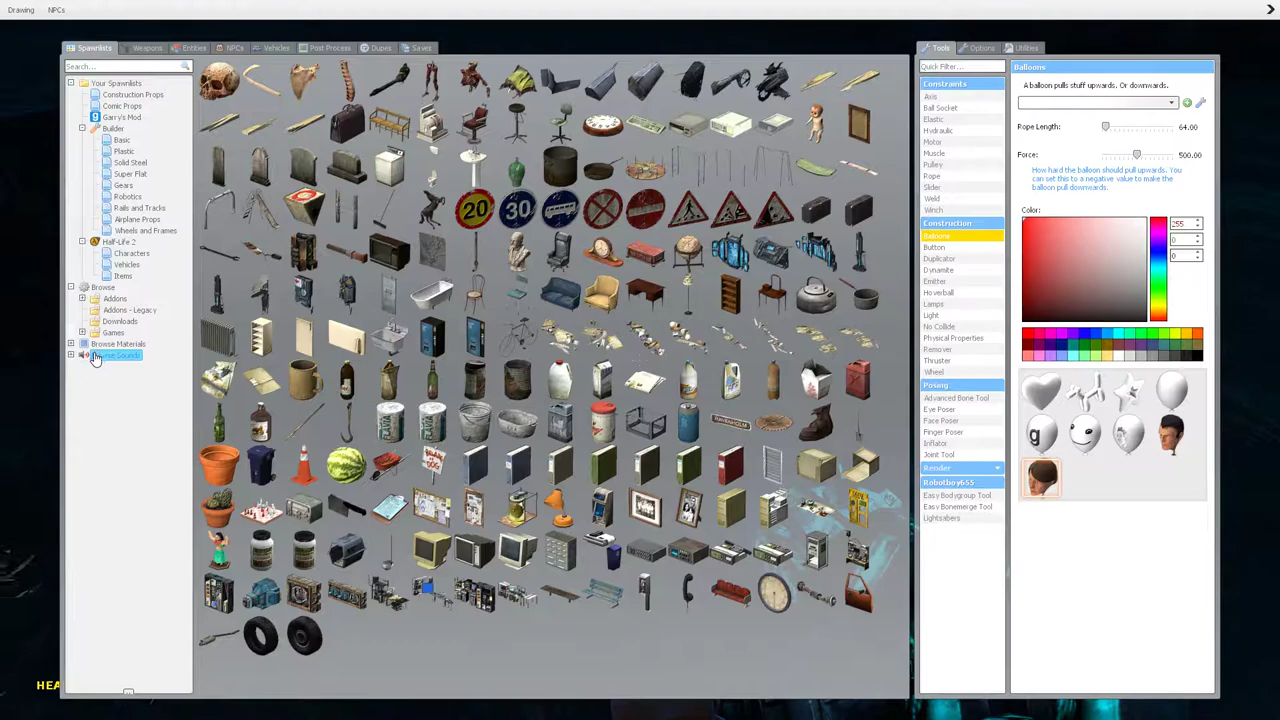 Drawing NPCs
Spawnlists Weapons Entities NPCs Vehicles Post Process Dupes Saves
Search...
Your Spawnlists
Construction Props
Comic Props
Garry's Mod
Builder
Basic
Plastic
Solid Steel
Super Flat
Gears
Robotics
Rails and Tracks
Airplane Props
Wheels and Frames
Half-Life 2
Characters
Vehicles
Items
Browse
Addons
Addons - Legacy
Downloads
Games
Browse Materials
Sounds
20
30
RAVENHOLM
g
HEA
Tools Options Utilities
Quick Filter...
Constraints
Axis
Ball Socket
Elastic
Hydraulic
Motor
Muscle
Pulley
Rope
Slider
Weld
Winch
Construction
Balloons
Button
Duplicator
Dynamite
Emitter
Hoverball
Lamps
Light
No Collide
Physical Properties
Remover
Thruster
Wheel
Posing
Advanced Bone Tool
Eye Poser
Face Poser
Finger Poser
Inflator
Joint Tool
Render
Robotboy655
Easy Bodygroup Tool
Easy Bonemerge Tool
Lightsabers
Balloons
A balloon pulls stuff upwards. Or downwards.
Rope Length: 64.00
Force: 500.00
How hard the balloon should pull upwards. You
can set this to a negative value to make the
balloon pull downwards.
Color:
255
0
0